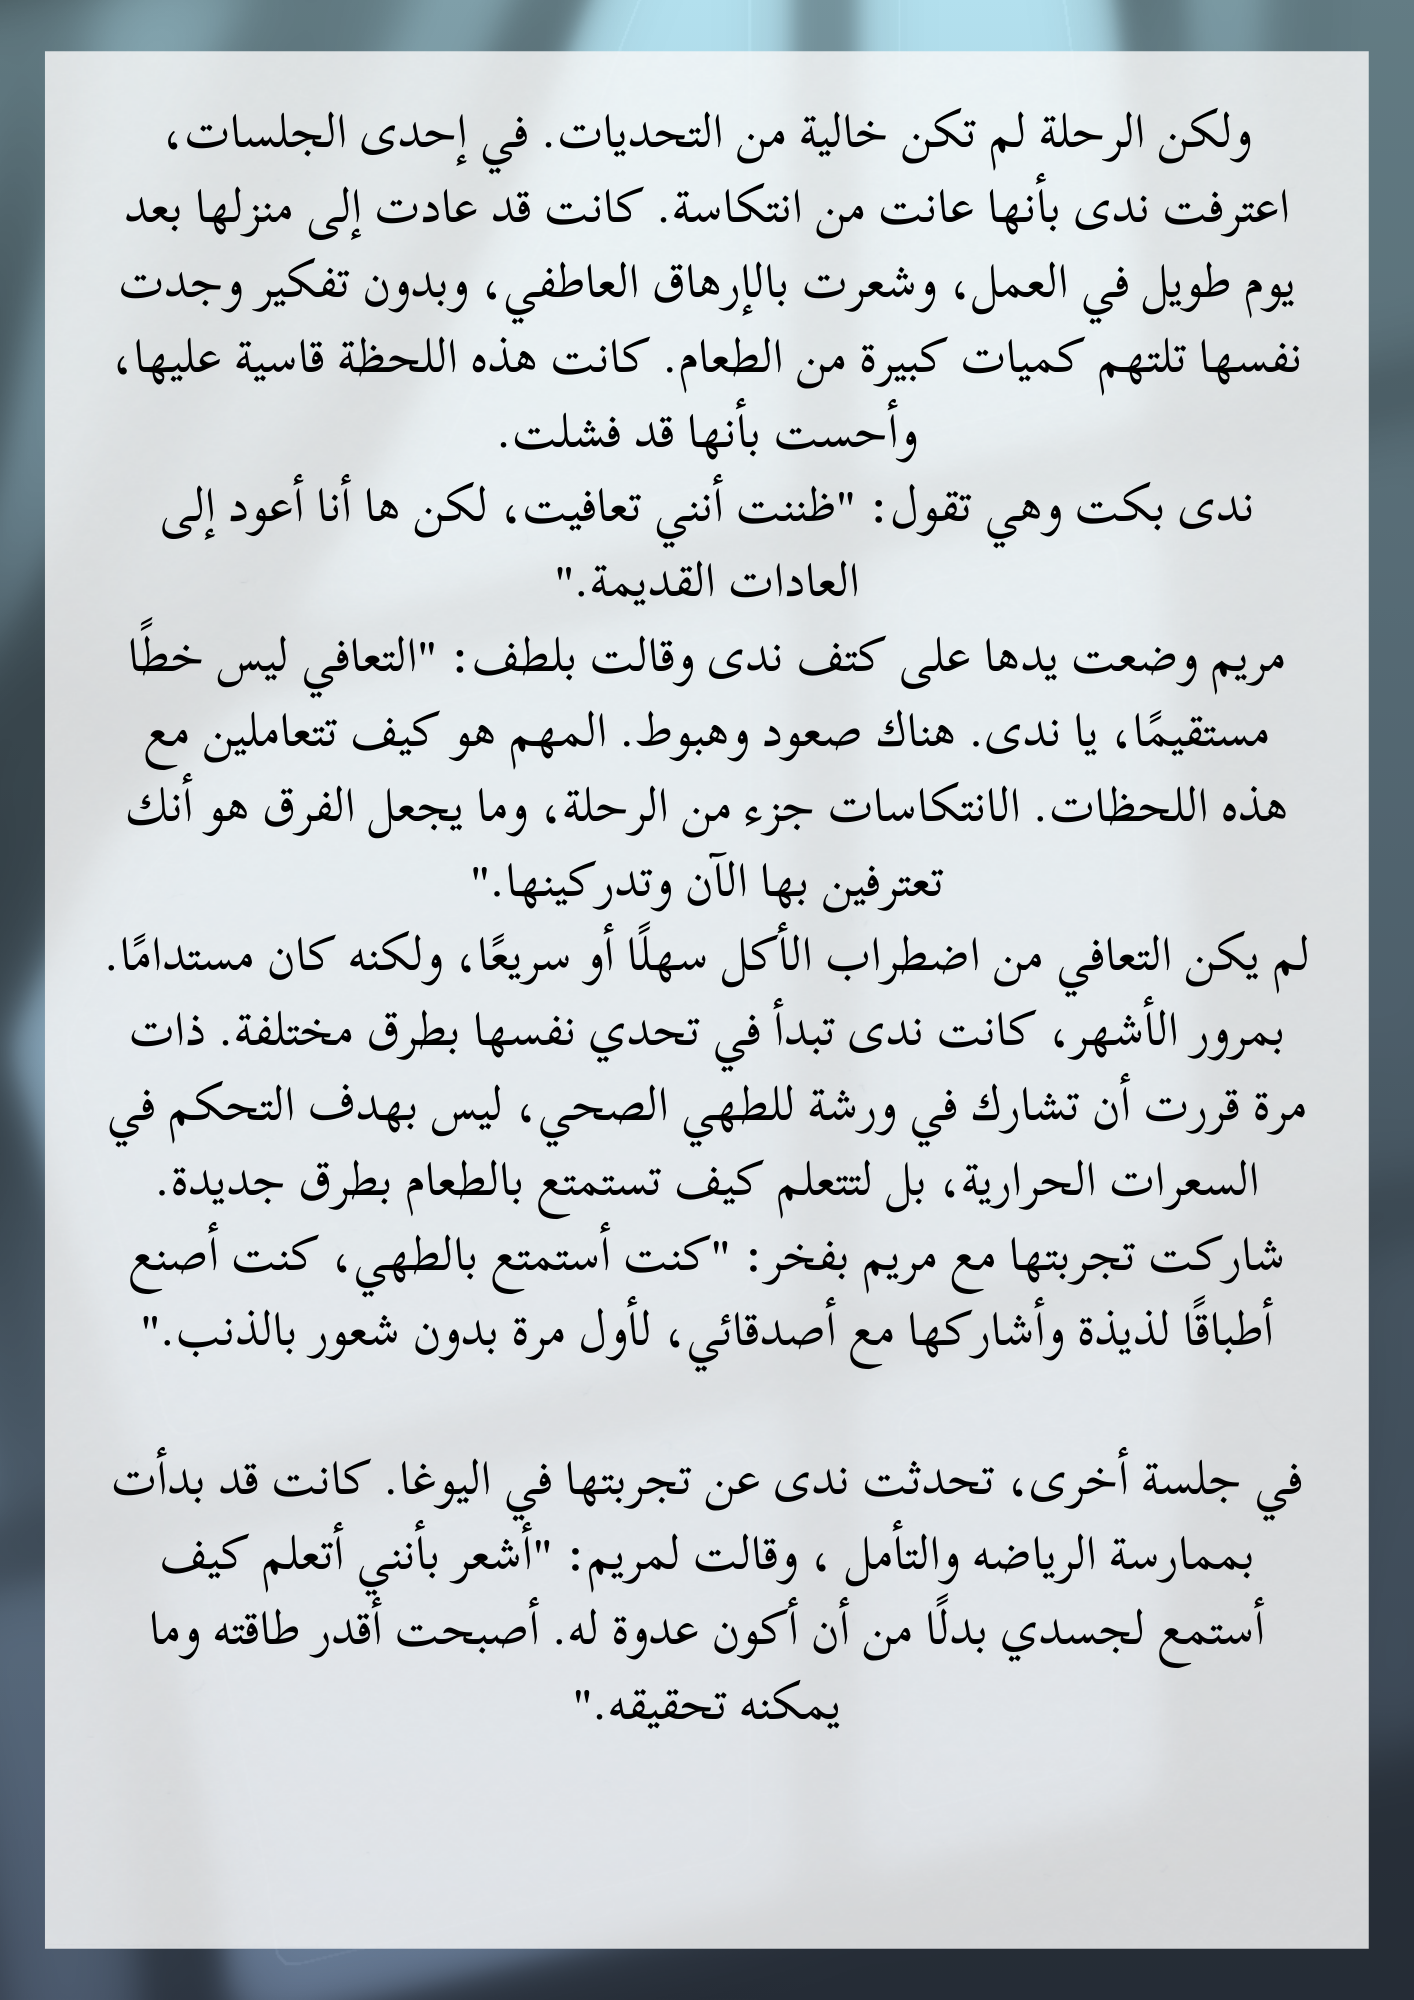 ولكن الرحلة لم تكن خالية من التحديات. في إحدى الجلسات،
اعترفت ندى بأنها عانت من انتكاسة. كانت قد عادت إلى منزلها بعد
يوم طويل في العمل، وشعرت بالإرهاق العاطفي، وبدون تفكير وجدت
نفسها تلتهم كميات كبيرة من الطعام. كانت هذه اللحظة قاسية عليها،
وأحست بأنها قد فشلت.
ندى بكت وهي تقول: "ظننت أنني تعافيت، لكن ها أنا أعود إلى
العادات القديمة."
مريم وضعت يدها على كتف ندى وقالت بلطف: "التعافي ليس خطًا
مستقيمًا، يا ندى. هناك صعود وهبوط. المهم هو كيف تتعاملين مع
هذه اللحظات. الانتكاسات جزء من الرحلة، وما يجعل الفرق هو أنك
تعترفين بها الآن وتدركينها."
لم يكن التعافي من اضطراب الأكل سهلًا أو سريعًا، ولكنه كان مستدامًا.
بمرور الأشهر، كانت ندى تبدأ في تحدي نفسها بطرق مختلفة. ذات
مرة قررت أن تشارك في ورشة للطهي الصحي، ليس بهدف التحكم في
السعرات الحرارية، بل لتتعلم كيف تستمتع بالطعام بطرق جديدة.
شاركت تجربتها مع مريم بفخر: "كنت أستمتع بالطهي، كنت أصنع
أطباقًا لذيذة وأشاركها مع أصدقائي، لأول مرة بدون شعور بالذنب."
في جلسة أخرى، تحدثت ندى عن تجربتها في اليوغا. كانت قد بدأت
بممارسة الرياضه والتأمل ، وقالت لمريم: "أشعر بأنني أتعلم كيف
أستمع لجسدي بدلًا من أن أكون عدوة له. أصبحت أقدر طاقته وما
يمكنه تحقيقه."